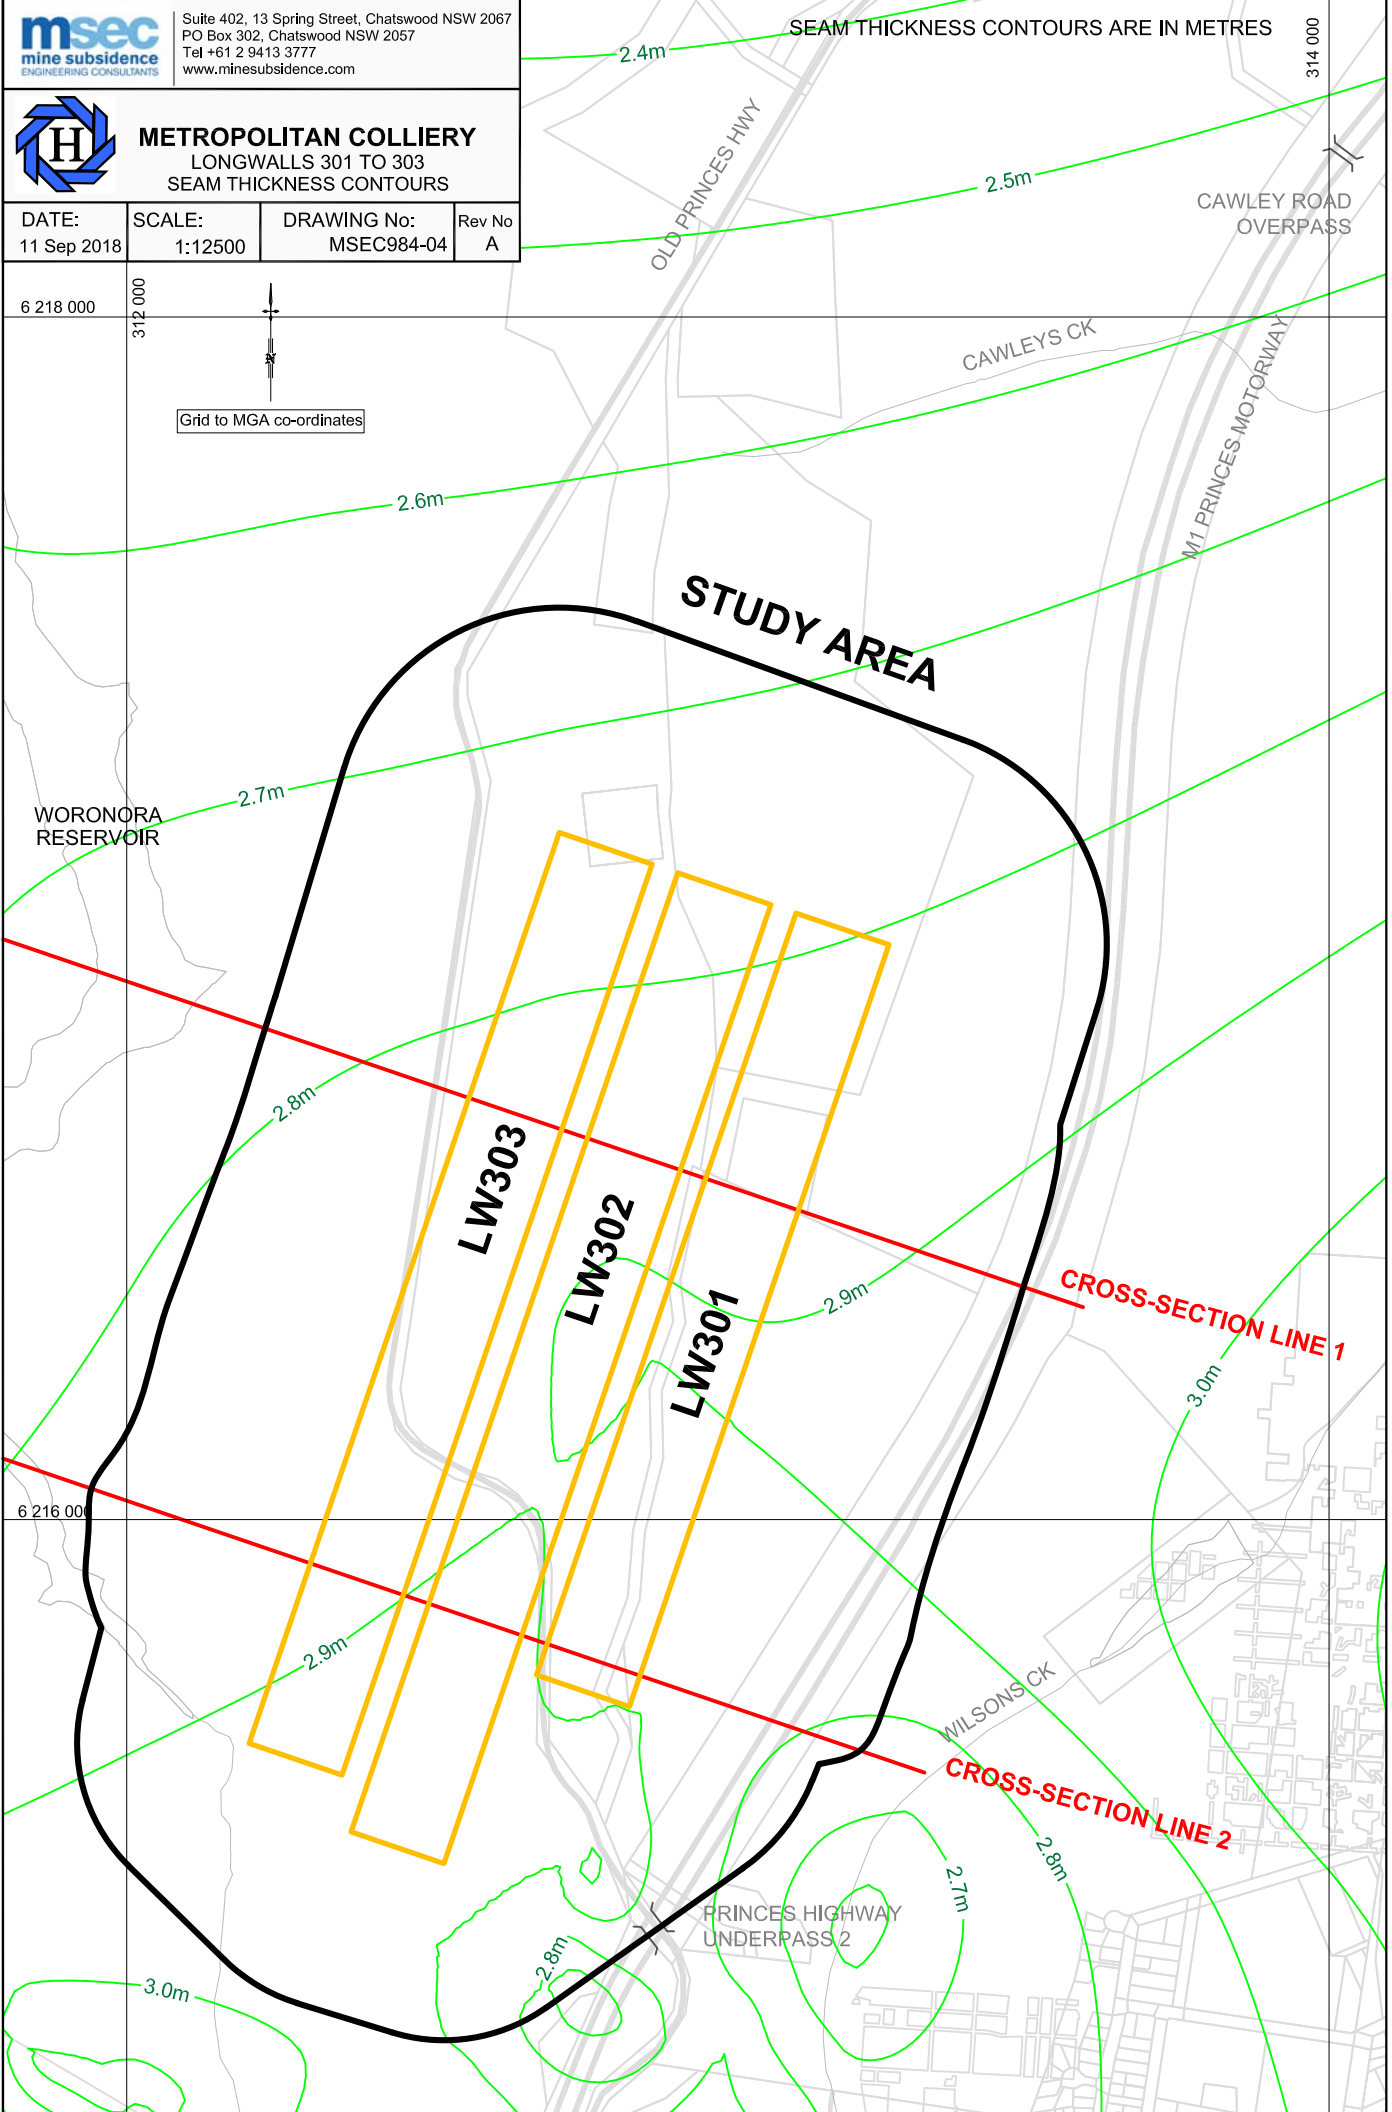 msec
mine subsidence
ENGINEERING CONSULTANTS
Suite 402, 13 Spring Street, Chatswood NSW 2067
PO Box 302, Chatswood NSW 2057
Tel +61 2 9413 3777
www.minesubsidence.com
H
METROPOLITAN COLLIERY
LONGWALLS 301 TO 303
SEAM THICKNESS CONTOURS
DATE:
11 Sep 2018
SCALE:
1:12500
DRAWING No:
MSEC984-04
Rev No
A
SEAM THICKNESS CONTOURS ARE IN METRES
314 000
2.4m
OLD PRINCES HWY
2.5m
CAWLEY ROAD
OVERPASS
6 218 000
312 000
N
Grid to MGA co-ordinates
CAWLEYS CK
M1 PRINCES MOTORWAY
2.6m
STUDY AREA
2.7m
WORONORA
RESERVOIR
2.8m
LW303
LW302
LW301
2.9m
CROSS-SECTION LINE 1
3.0m
6 216 000
2.9m
WILSONS CK
CROSS-SECTION LINE 2
2.8m
2.7m
PRINCES HIGHWAY
UNDERPASS 2
2.8m
3.0m